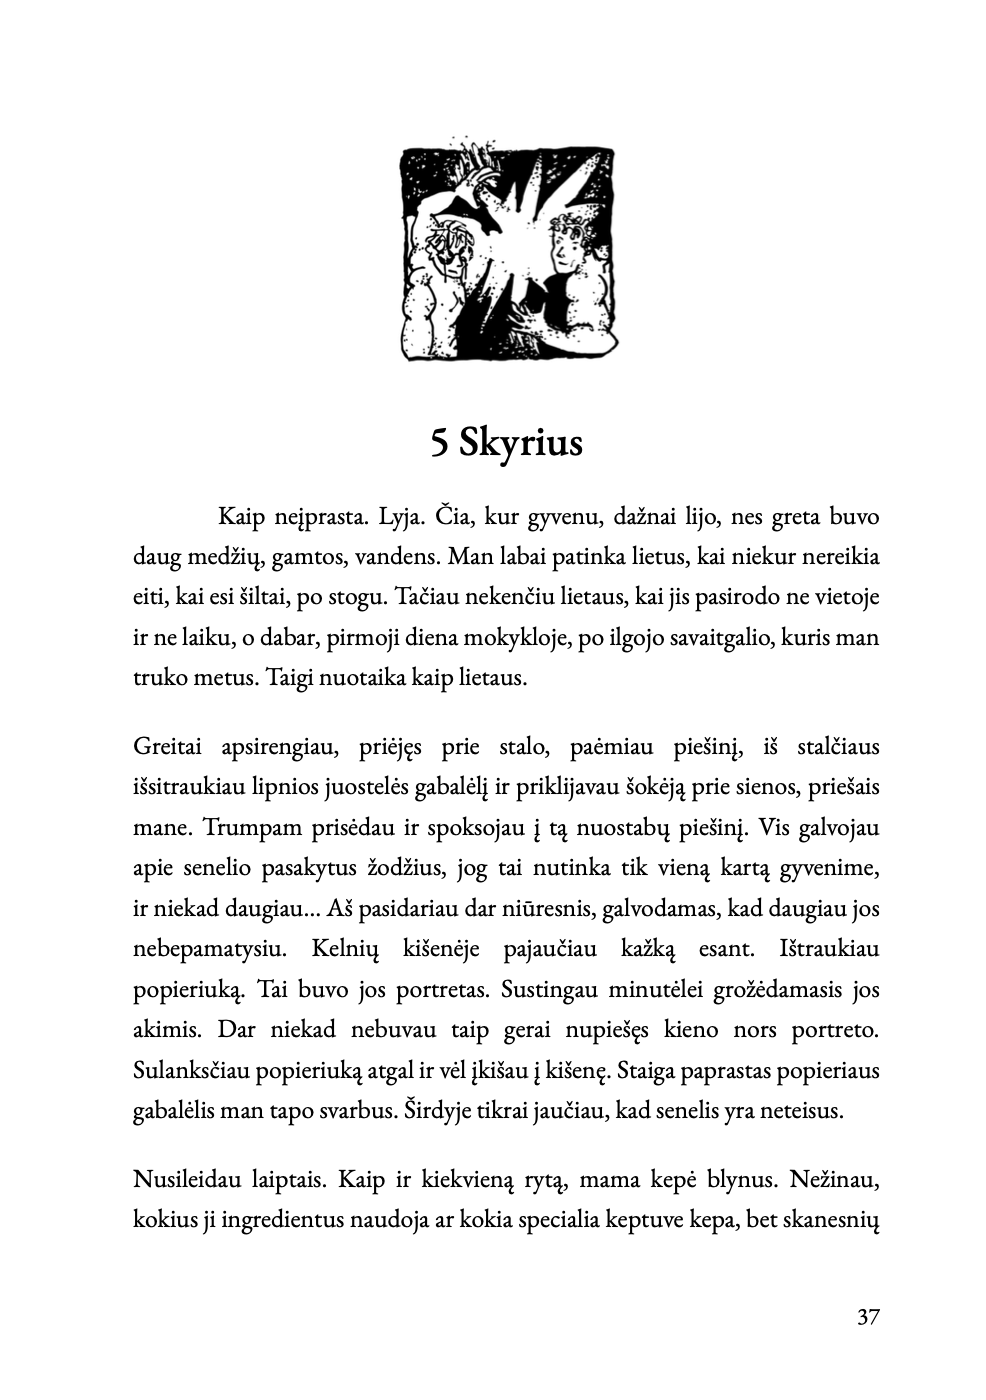 5 Skyrius
Kaip neįprasta. Lyja. Čia, kur gyvenu, dažnai lijo, nes greta buvo
daug medžių, gamtos, vandens. Man labai patinka lietus, kai niekur nereikia
eiti, kai esi šiltai, po stogu. Tačiau nekenčiu lietaus, kai jis pasirodo ne vietoje
ir ne laiku, o dabar, pirmoji diena mokykloje, po ilgojo savaitgalio, kuris man
truko metus. Taigi nuotaika kaip lietaus.
Greitai apsirengiau, priėjęs prie stalo, paėmiau piešinį, iš stalčiaus
išsitraukiau lipnios juostelės gabalėlį ir priklijavau šokėją prie sienos, priešais
mane. Trumpam prisėdau ir spoksojau į tą nuostabų piešinį. Vis galvojau
apie senelio pasakytus žodžius, jog tai nutinka tik vieną kartą gyvenime,
ir niekad daugiau... Aš pasidariau dar niūresnis, galvodamas, kad daugiau jos
nebepamatysiu. Kelnių kišenėje pajaučiau kažką esant. Ištraukiau
popieriuką. Tai buvo jos portretas. Sustingau minutėlei grožėdamasis jos
akimis. Dar niekad nebuvau taip gerai nupiešęs kieno nors portreto.
Sulanksčiau popieriuką atgal ir vėl įkišau į kišenę. Staiga paprastas popieriaus
gabalėlis man tapo svarbus. Širdyje tikrai jaučiau, kad senelis yra neteisus.
Nusileidau laiptais. Kaip ir kiekvieną rytą, mama kepė blynus. Nežinau,
kokius ji ingredientus naudoja ar kokia specialia keptuve kepa, bet skanesnių
37